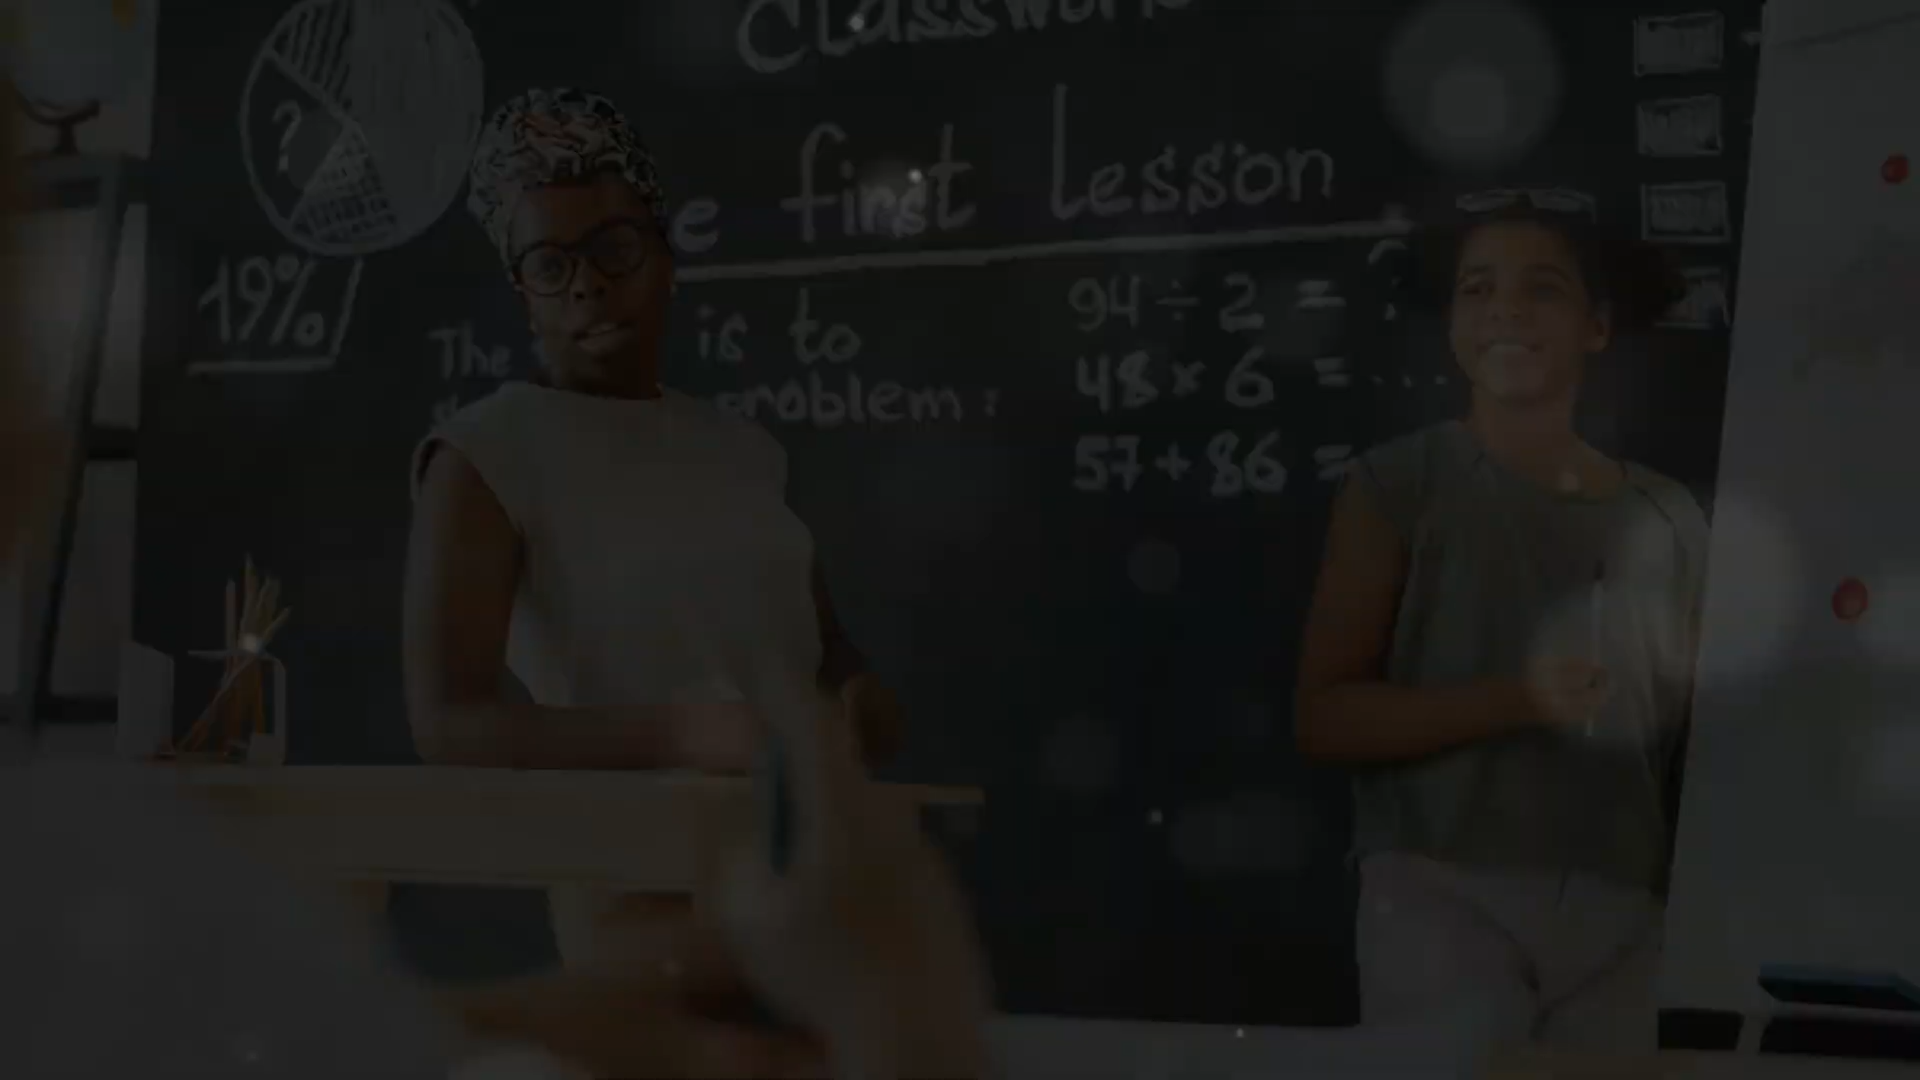 Classwork
?
e first lesson
19%
The is to
problem:
94 ÷ 2 = ?
48 × 6 = ...
57 + 86 =